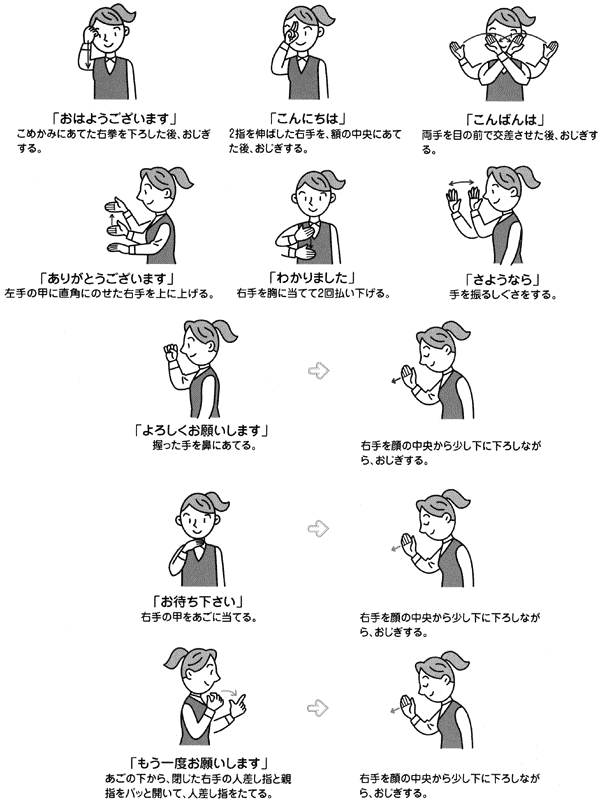 「おはようございます」
こめかみにあてた右拳を下ろした後、おじぎ
する。
「こんにちは」
2指を伸ばした右手を、額の中央にあて
た後、おじぎする。
「こんばんは」
両手を目の前で交差させた後、おじぎす
る。
「ありがとうございます」
左手の甲に直角にのせた右手を上に上げる。
「わかりました」
右手を胸に当てて2回払い下げる。
「さようなら」
手を振るしぐさをする。
「よろしくお願いします」
握った手を鼻にあてる。
右手を顔の中央から少し下に下ろしなが
ら、おじぎする。
「お待ち下さい」
右手の甲をあごに当てる。
右手を顔の中央から少し下に下ろしなが
ら、おじぎする。
「もう一度お願いします」
あごの下から、閉じた右手の人差し指と親
指をパッと開いて、人差し指をたてる。
右手を顔の中央から少し下に下ろしなが
ら、おじぎする。